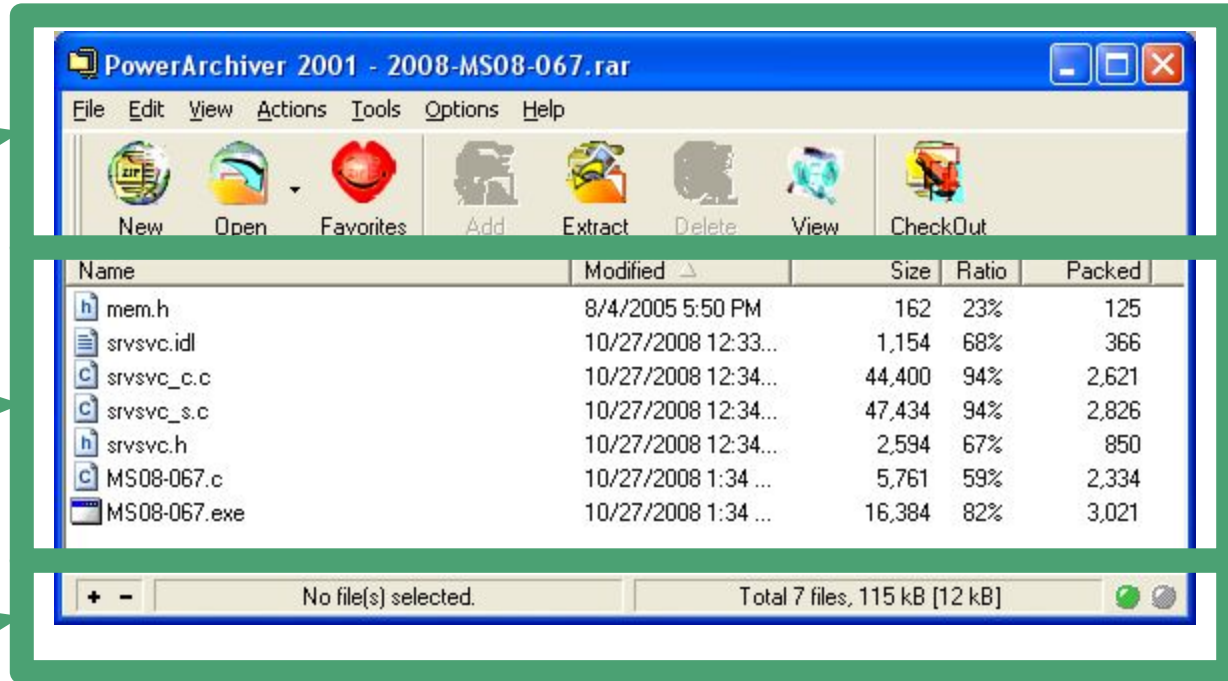 PowerArchiver 2001 - 2008-MS08-067.rar
File Edit View Actions Tools Options Help
New Open Favorites Add Extract Delete View CheckOut
Name Modified Size Ratio Packed
mem.h 8/4/2005 5:50 PM 162 23% 125
srvsvc.idl 10/27/2008 12:33... 1,154 68% 366
srvsvc_c.c 10/27/2008 12:34... 44,400 94% 2,621
srvsvc_s.c 10/27/2008 12:34... 47,434 94% 2,826
srvsvc.h 10/27/2008 12:34... 2,594 67% 850
MS08-067.c 10/27/2008 1:34 ... 5,761 59% 2,334
MS08-067.exe 10/27/2008 1:34 ... 16,384 82% 3,021
+ - No file(s) selected. Total 7 files, 115 kB [12 kB]